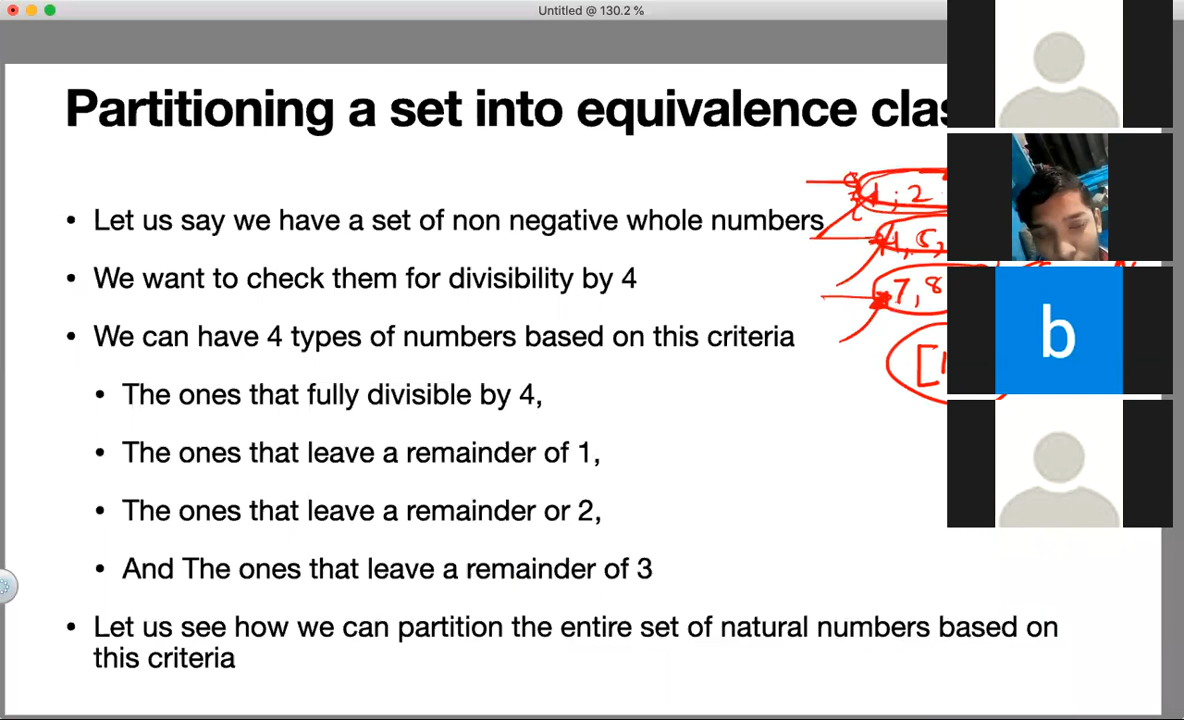 Untitled @ 130.2 %
Partitioning a set into equivalence clas
• Let us say we have a set of non negative whole numbers
1, 2
• We want to check them for divisibility by 4
7, 8
• We can have 4 types of numbers based on this criteria
b
• The ones that fully divisible by 4,
• The ones that leave a remainder of 1,
• The ones that leave a remainder or 2,
• And The ones that leave a remainder of 3
• Let us see how we can partition the entire set of natural numbers based on
this criteria